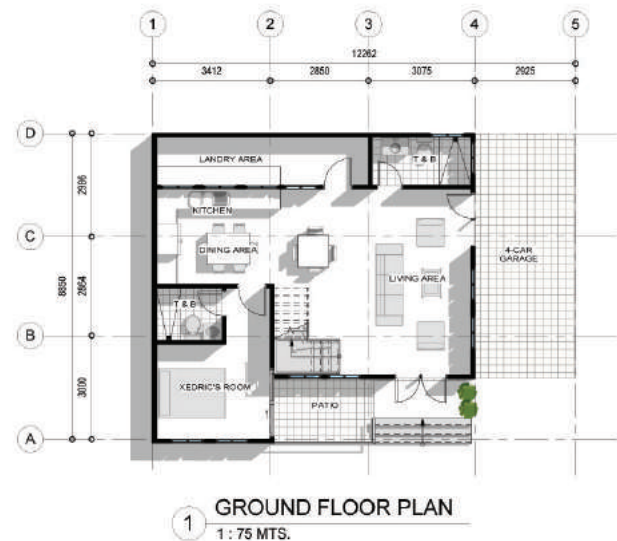 1 2 3 4 5
12262
3412 2850 3075 2925
D
LANDRY AREA T & B
2986
KITCHEN
C
DINING AREA 4-CAR
GARAGE
LIVING AREA
8850
2864
T & B
B
3000
XEDRIC'S ROOM
PATIO
A
1 GROUND FLOOR PLAN
1 : 75 MTS.